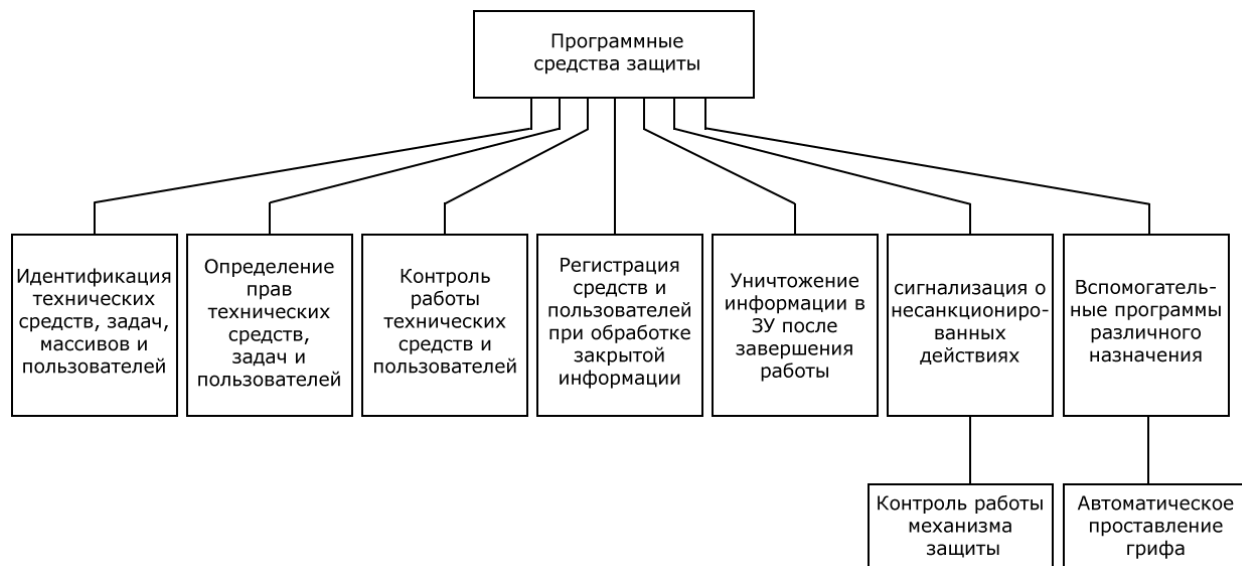 Программные
средства защиты
Идентификация
технических
средств, задач,
массивов и
пользователей
Определение
прав
технических
средств,
задач и
пользователей
Контроль
работы
технических
средств и
пользователей
Регистрация
средств и
пользователей
при обработке
закрытой
информации
Уничтожение
информации в
ЗУ после
завершения
работы
сигнализация о
несанкциониро-
ванных
действиях
Вспомогатель-
ные программы
различного
назначения
Контроль работы
механизма
защиты
Автоматическое
проставление
грифа